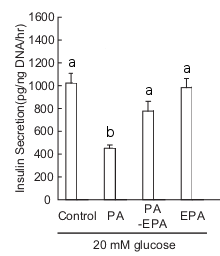 1600
1400
1200
1000
800
600
400
200
0
Insulin Secretion(pg/ng DNA/hr)
a
b
a
a
Control PA PA EPA
-EPA
20 mM glucose